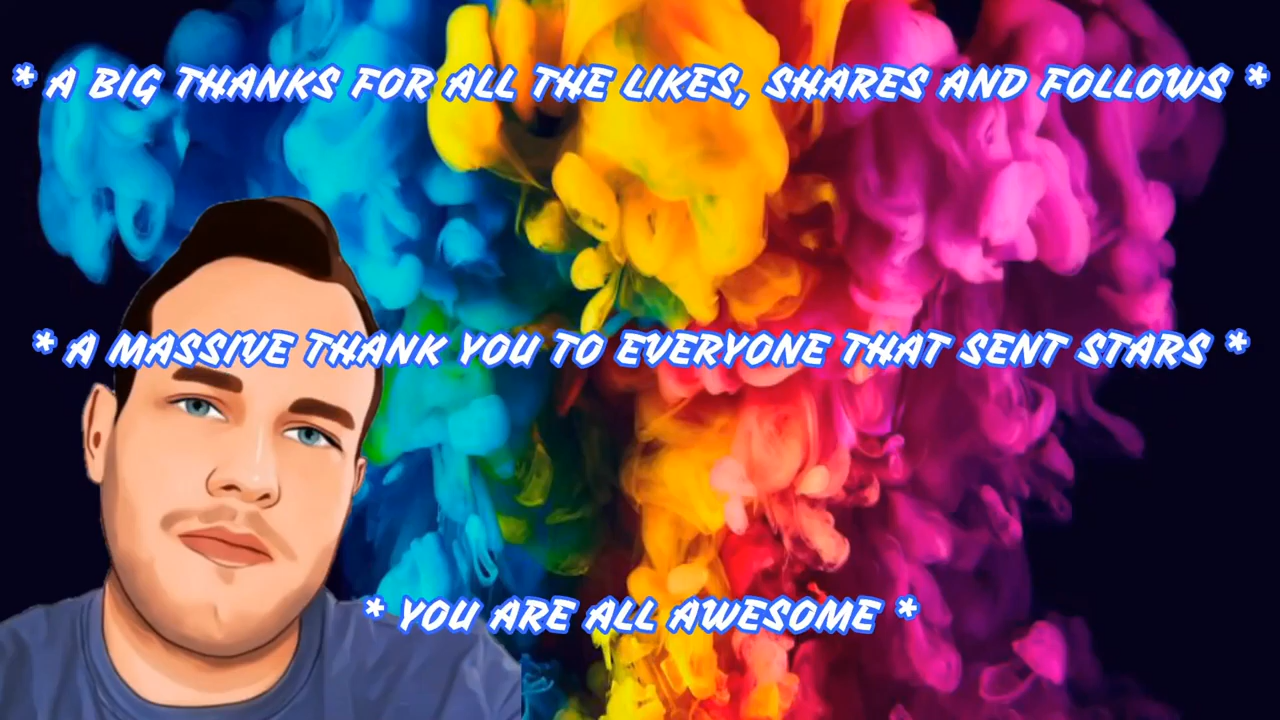 * A BIG THANKS FOR ALL THE LIKES, SHARES AND FOLLOWS *
* A MASSIVE THANK YOU TO EVERYONE THAT SENT STARS *
* YOU ARE ALL AWESOME *